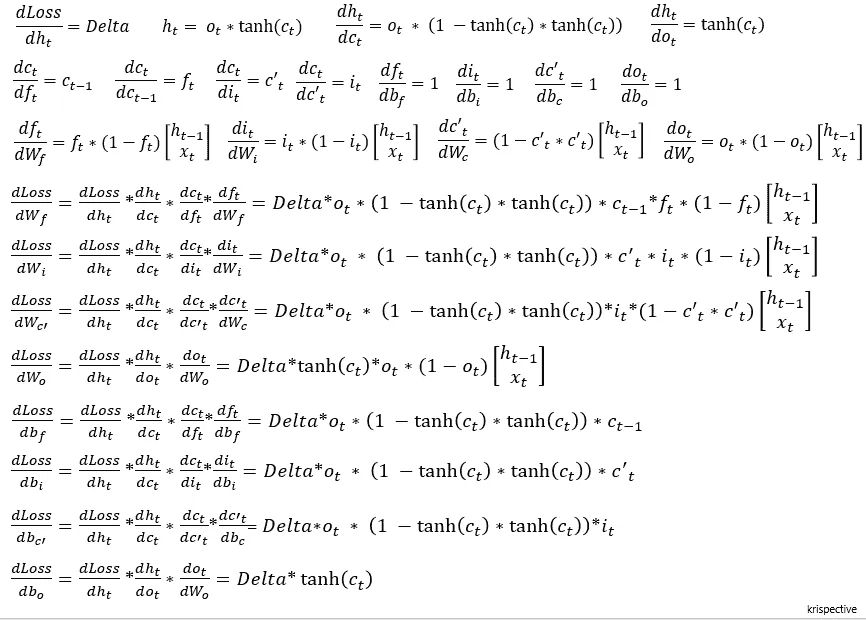 dLoss/dh_t = Delta h_t = o_t * tanh(c_t) dh_t/dc_t = o_t * (1 − tanh(c_t) * tanh(c_t)) dh_t/do_t = tanh(c_t)
dc_t/df_t = c_{t−1} dc_t/dc_{t−1} = f_t dc_t/di_t = c'_t dc_t/dc'_t = i_t df_t/db_f = 1 di_t/db_i = 1 dc'_t/db_c = 1 do_t/db_o = 1
df_t/dW_f = f_t * (1 − f_t) [h_{t−1} x_t] di_t/dW_i = i_t * (1 − i_t) [h_{t−1} x_t] dc'_t/dW_c = (1 − c'_t * c'_t) [h_{t−1} x_t] do_t/dW_o = o_t * (1 − o_t) [h_{t−1} x_t]
dLoss/dW_f = dLoss/dh_t * dh_t/dc_t * dc_t/df_t * df_t/dW_f = Delta*o_t * (1 − tanh(c_t) * tanh(c_t)) * c_{t−1}*f_t * (1 − f_t) [h_{t−1} x_t]
dLoss/dW_i = dLoss/dh_t * dh_t/dc_t * dc_t/di_t * di_t/dW_i = Delta*o_t * (1 − tanh(c_t) * tanh(c_t)) * c'_t * i_t * (1 − i_t) [h_{t−1} x_t]
dLoss/dW_{c'} = dLoss/dh_t * dh_t/dc_t * dc_t/dc'_t * dc'_t/dW_c = Delta*o_t * (1 − tanh(c_t) * tanh(c_t))*i_t*(1 − c'_t * c'_t) [h_{t−1} x_t]
dLoss/dW_o = dLoss/dh_t * dh_t/do_t * do_t/dW_o = Delta*tanh(c_t)*o_t * (1 − o_t) [h_{t−1} x_t]
dLoss/db_f = dLoss/dh_t * dh_t/dc_t * dc_t/df_t * df_t/db_f = Delta*o_t * (1 − tanh(c_t) * tanh(c_t)) * c_{t−1}
dLoss/db_i = dLoss/dh_t * dh_t/dc_t * dc_t/di_t * di_t/db_i = Delta*o_t * (1 − tanh(c_t) * tanh(c_t)) * c'_t
dLoss/db_{c'} = dLoss/dh_t * dh_t/dc_t * dc_t/dc'_t * dc'_t/db_c = Delta*o_t * (1 − tanh(c_t) * tanh(c_t))*i_t
dLoss/db_o = dLoss/dh_t * dh_t/do_t * do_t/dW_o = Delta* tanh(c_t)
krispective